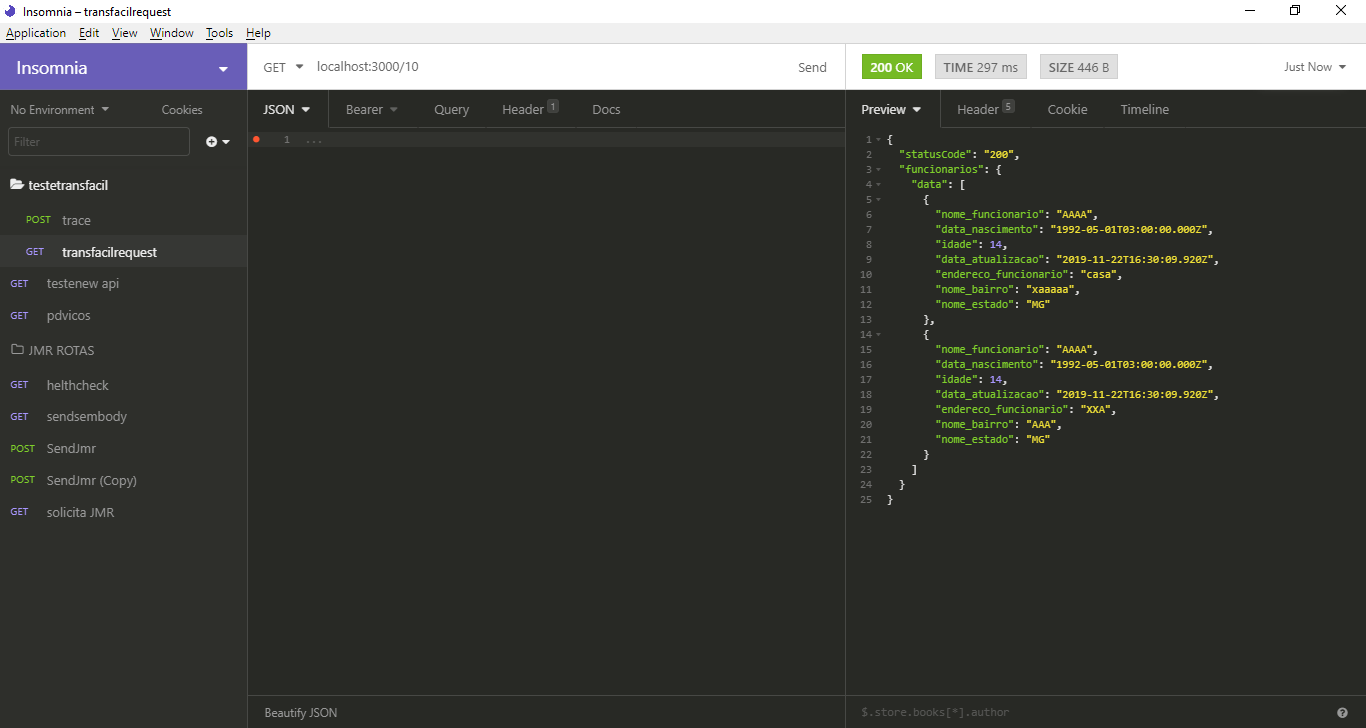 Insomnia – transfacilrequest
Application Edit View Window Tools Help
Insomnia
GET localhost:3000/10 Send
200 OK TIME 297 ms SIZE 446 B Just Now
No Environment Cookies
JSON Bearer Query Header 1 Docs
Preview Header 5 Cookie Timeline
Filter
testetransfacil
POST trace
GET transfacilrequest
GET testenew api
GET pdvicos
JMR ROTAS
GET helthcheck
GET sendsembody
POST SendJmr
POST SendJmr (Copy)
GET solicita JMR
1 ...
1 {
2 "statusCode": "200",
3 "funcionarios": {
4 "data": [
5 {
6 "nome_funcionario": "AAAA",
7 "data_nascimento": "1992-05-01T03:00:00.000Z",
8 "idade": 14,
9 "data_atualizacao": "2019-11-22T16:30:09.920Z",
10 "endereco_funcionario": "casa",
11 "nome_bairro": "xaaaaa",
12 "nome_estado": "MG"
13 },
14 {
15 "nome_funcionario": "AAAA",
16 "data_nascimento": "1992-05-01T03:00:00.000Z",
17 "idade": 14,
18 "data_atualizacao": "2019-11-22T16:30:09.920Z",
19 "endereco_funcionario": "XXA",
20 "nome_bairro": "AAA",
21 "nome_estado": "MG"
22 }
23 ]
24 }
25 }
Beautify JSON
$.store.books[*].author ?